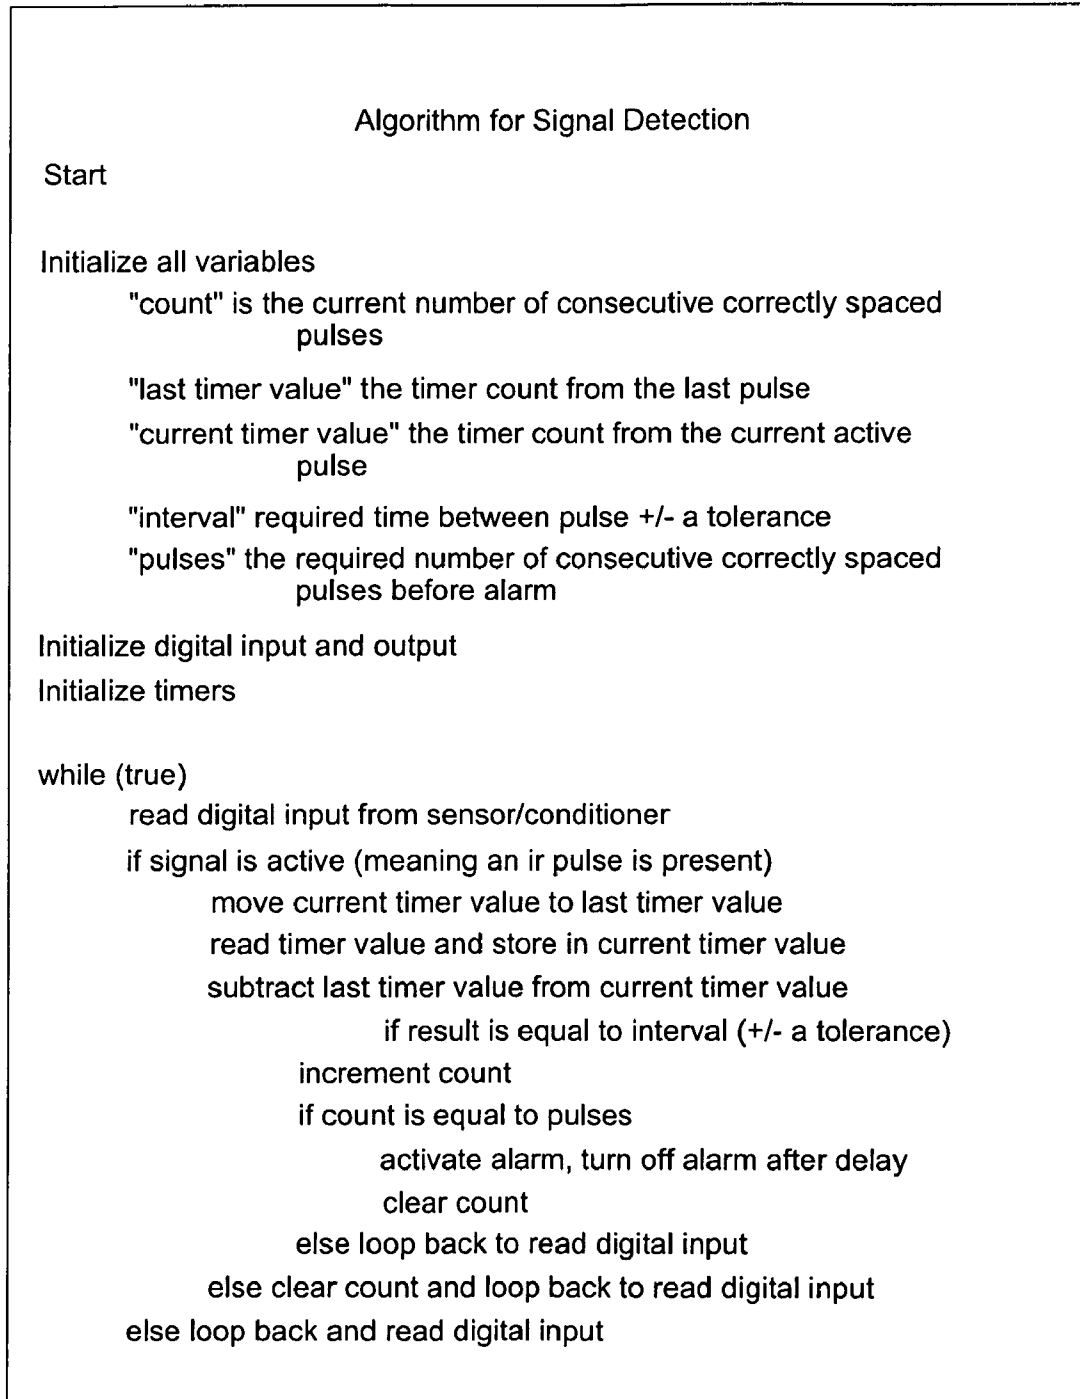 Algorithm for Signal Detection
Start
Initialize all variables
"count" is the current number of consecutive correctly spaced
pulses
"last timer value" the timer count from the last pulse
"current timer value" the timer count from the current active
pulse
"interval" required time between pulse +/- a tolerance
"pulses" the required number of consecutive correctly spaced
pulses before alarm
Initialize digital input and output
Initialize timers
while (true)
read digital input from sensor/conditioner
if signal is active (meaning an ir pulse is present)
move current timer value to last timer value
read timer value and store in current timer value
subtract last timer value from current timer value
if result is equal to interval (+/- a tolerance)
increment count
if count is equal to pulses
activate alarm, turn off alarm after delay
clear count
else loop back to read digital input
else clear count and loop back to read digital input
else loop back and read digital input